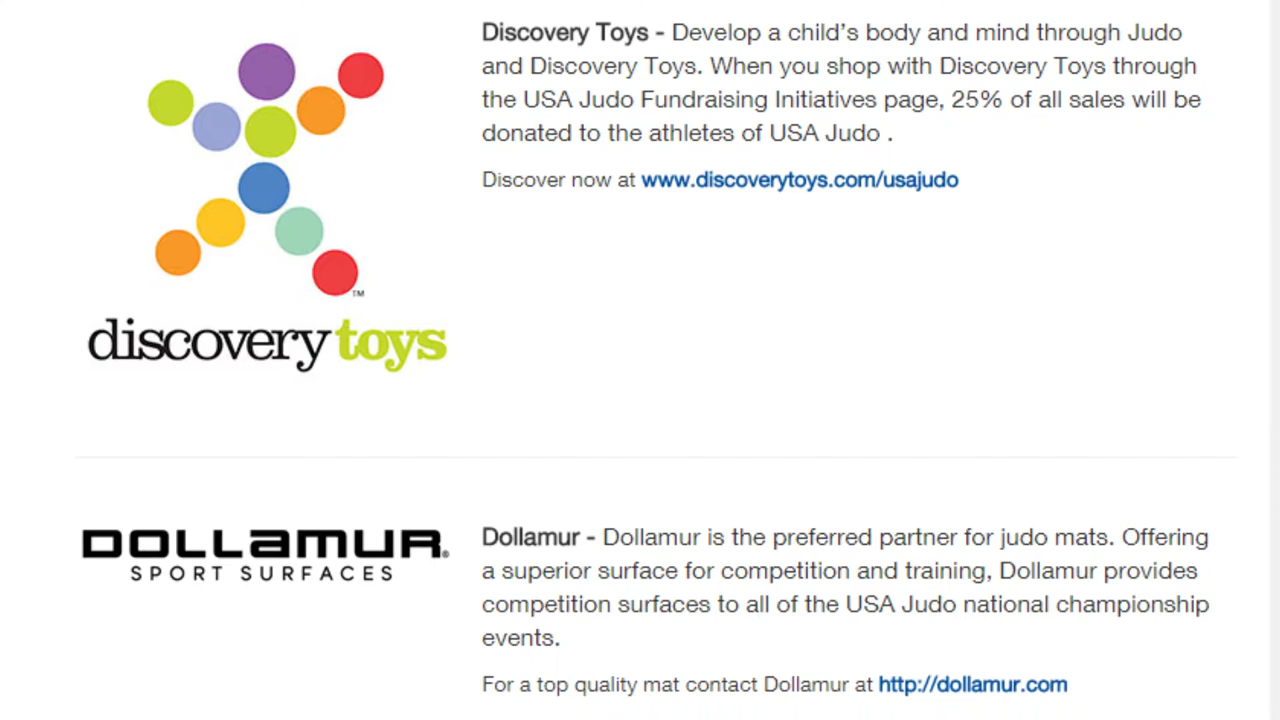 Discovery Toys - Develop a child’s body and mind through Judo
and Discovery Toys. When you shop with Discovery Toys through
the USA Judo Fundraising Initiatives page, 25% of all sales will be
donated to the athletes of USA Judo .
Discover now at www.discoverytoys.com/usajudo
TM
discovery toys
DOLLAMUR®
SPORT SURFACES
Dollamur - Dollamur is the preferred partner for judo mats. Offering
a superior surface for competition and training, Dollamur provides
competition surfaces to all of the USA Judo national championship
events.
For a top quality mat contact Dollamur at http://dollamur.com